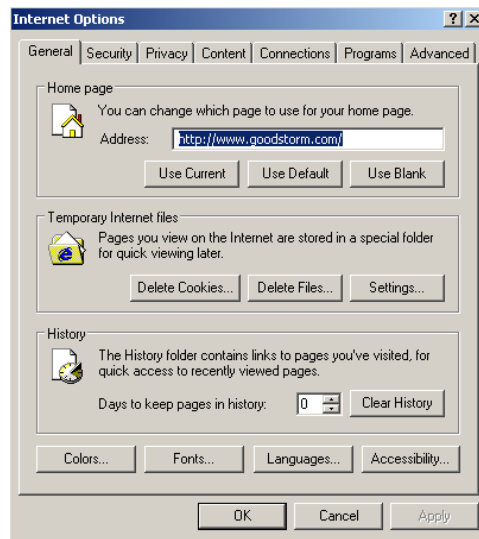 Internet Options
General Security Privacy Content Connections Programs Advanced
Home page
You can change which page to use for your home page.
Address: http://www.goodstorm.com/
Use Current Use Default Use Blank
Temporary Internet files
Pages you view on the Internet are stored in a special folder
for quick viewing later.
Delete Cookies... Delete Files... Settings...
History
The History folder contains links to pages you've visited, for
quick access to recently viewed pages.
Days to keep pages in history: 0 Clear History
Colors... Fonts... Languages... Accessibility...
OK Cancel Apply